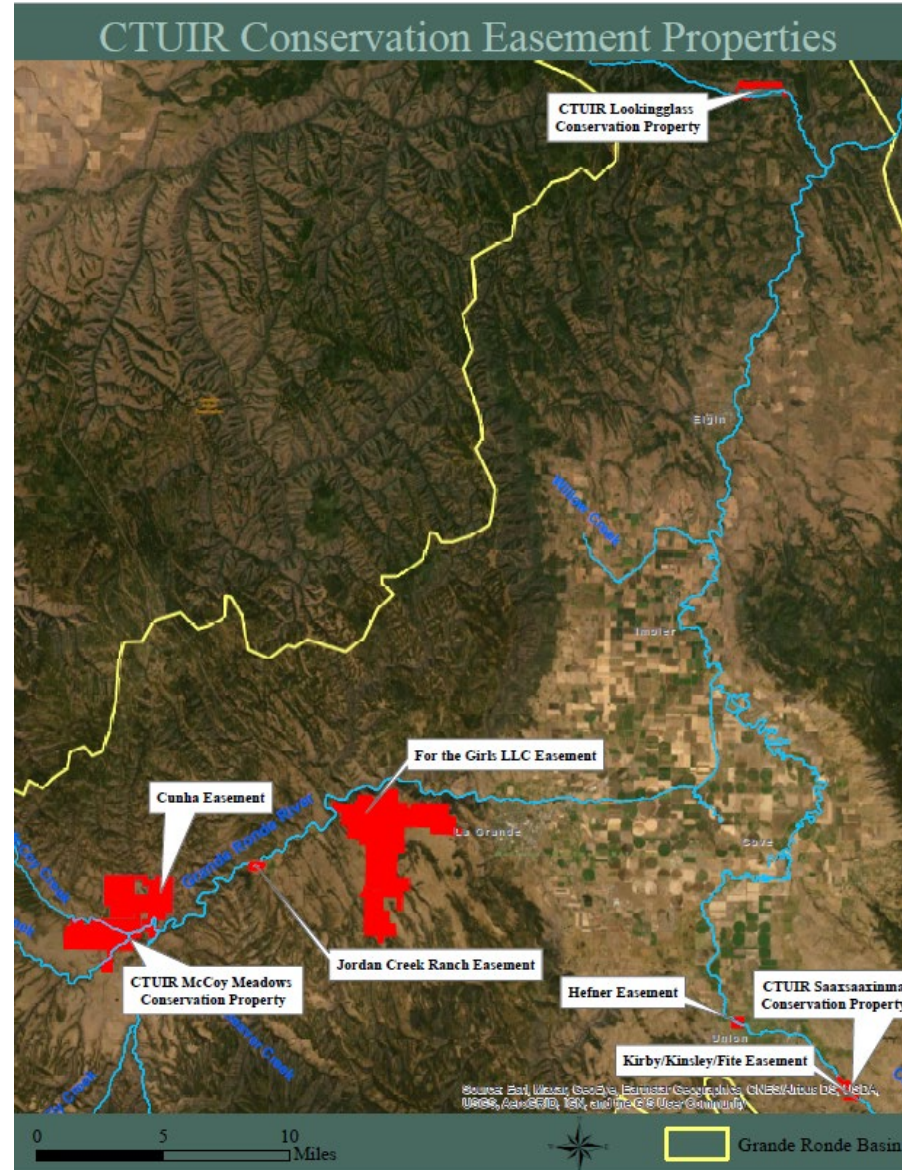 CTUIR Conservation Easement Properties
CTUIR Lookingglass
Conservation Property
Elgin
Willow Creek
Imbler
For the Girls LLC Easement
Cunha Easement
Grande Ronde River
La Grande
Cove
McCoy Creek
Jordan Creek Ranch Easement
CTUIR McCoy Meadows
Conservation Property
Hefner Easement
CTUIR Saaxsaaxinma
Conservation Property
Union
Creek
Kirby/Kinsley/Fite Easement
Creek
Source: Esri, Maxar, GeoEye, Earthstar Geographics, CNES/Airbus DS, USDA,
USGS, AeroGRID, IGN, and the GIS User Community
0 5 10
Miles
Grande Ronde Basin